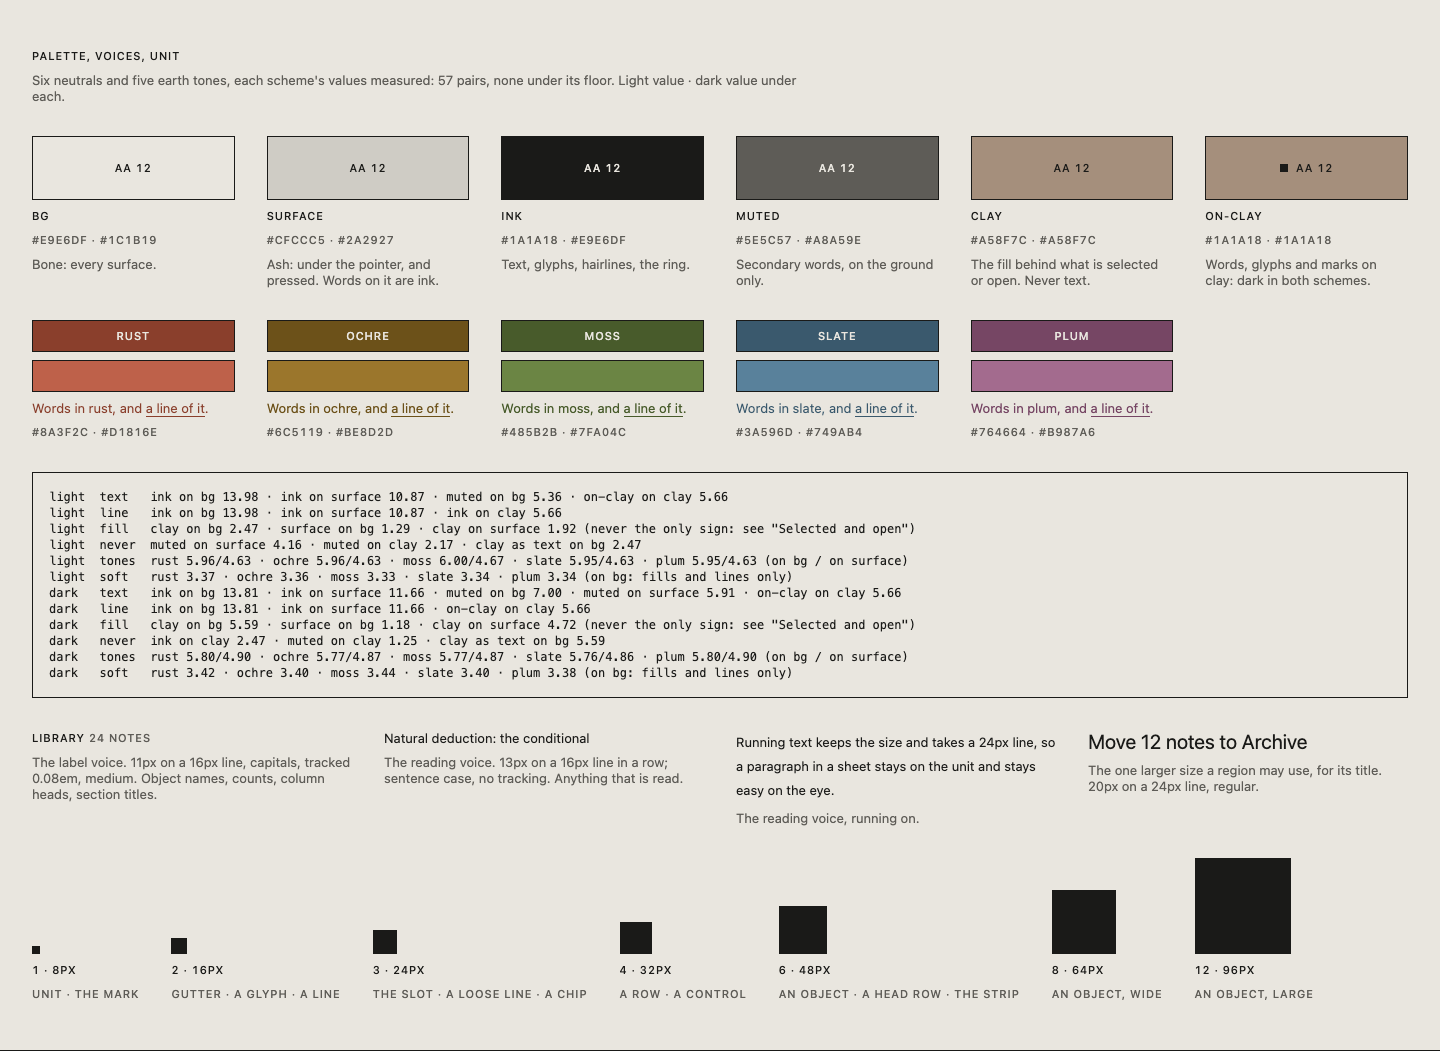 PALETTE, VOICES, UNIT
Six neutrals and five earth tones, each scheme's values measured: 57 pairs, none under its floor. Light value · dark value under
each.
AA 12
AA 12
AA 12
AA 12
AA 12
AA 12
BG
SURFACE
INK
MUTED
CLAY
ON-CLAY
#E9E6DF · #1C1B19
#CFCCC5 · #2A2927
#1A1A18 · #E9E6DF
#5E5C57 · #A8A59E
#A58F7C · #A58F7C
#1A1A18 · #1A1A18
Bone: every surface.
Ash: under the pointer, and
pressed. Words on it are ink.
Text, glyphs, hairlines, the ring.
Secondary words, on the ground
only.
The fill behind what is selected
or open. Never text.
Words, glyphs and marks on
clay: dark in both schemes.
RUST
OCHRE
MOSS
SLATE
PLUM
Words in rust, and a line of it.
Words in ochre, and a line of it.
Words in moss, and a line of it.
Words in slate, and a line of it.
Words in plum, and a line of it.
#8A3F2C · #D1816E
#6C5119 · #BE8D2D
#485B2B · #7FA04C
#3A596D · #749AB4
#764664 · #B987A6
light text ink on bg 13.98 · ink on surface 10.87 · muted on bg 5.36 · on-clay on clay 5.66
light line ink on bg 13.98 · ink on surface 10.87 · ink on clay 5.66
light fill clay on bg 2.47 · surface on bg 1.29 · clay on surface 1.92 (never the only sign: see "Selected and open")
light never muted on surface 4.16 · muted on clay 2.17 · clay as text on bg 2.47
light tones rust 5.96/4.63 · ochre 5.96/4.63 · moss 6.00/4.67 · slate 5.95/4.63 · plum 5.95/4.63 (on bg / on surface)
light soft rust 3.37 · ochre 3.36 · moss 3.33 · slate 3.34 · plum 3.34 (on bg: fills and lines only)
dark text ink on bg 13.81 · ink on surface 11.66 · muted on bg 7.00 · muted on surface 5.91 · on-clay on clay 5.66
dark line ink on bg 13.81 · ink on surface 11.66 · on-clay on clay 5.66
dark fill clay on bg 5.59 · surface on bg 1.18 · clay on surface 4.72 (never the only sign: see "Selected and open")
dark never ink on clay 2.47 · muted on clay 1.25 · clay as text on bg 5.59
dark tones rust 5.80/4.90 · ochre 5.77/4.87 · moss 5.77/4.87 · slate 5.76/4.86 · plum 5.80/4.90 (on bg / on surface)
dark soft rust 3.42 · ochre 3.40 · moss 3.44 · slate 3.40 · plum 3.38 (on bg: fills and lines only)
LIBRARY 24 NOTES
The label voice. 11px on a 16px line, capitals, tracked
0.08em, medium. Object names, counts, column
heads, section titles.
Natural deduction: the conditional
The reading voice. 13px on a 16px line in a row;
sentence case, no tracking. Anything that is read.
Running text keeps the size and takes a 24px line, so
a paragraph in a sheet stays on the unit and stays
easy on the eye.
The reading voice, running on.
Move 12 notes to Archive
The one larger size a region may use, for its title.
20px on a 24px line, regular.
1 · 8PX
2 · 16PX
3 · 24PX
4 · 32PX
6 · 48PX
8 · 64PX
12 · 96PX
UNIT · THE MARK
GUTTER · A GLYPH · A LINE
THE SLOT · A LOOSE LINE · A CHIP
A ROW · A CONTROL
AN OBJECT · A HEAD ROW · THE STRIP
AN OBJECT, WIDE
AN OBJECT, LARGE